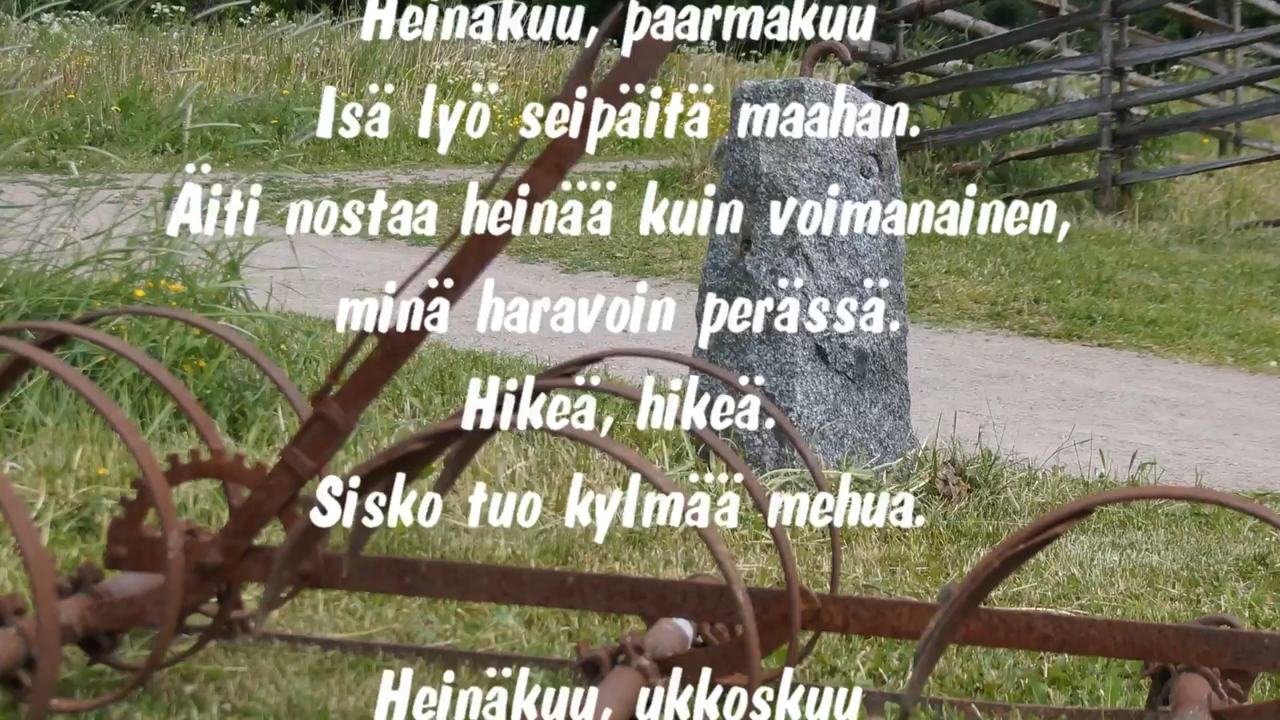 Heinäkuu, paarmakuu
Isä lyö seipäitä maahan.
Äiti nostaa heinää kuin voimanainen,
minä haravoin perässä.
Hikeä, hikeä.
Sisko tuo kylmää mehua.
Heinäkuu, ukkoskuu